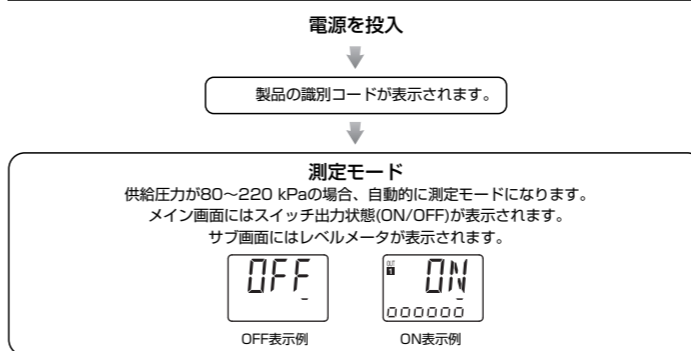 電源を投入
製品の識別コードが表示されます。
測定モード
供給圧力が80～220 kPaの場合、自動的に測定モードになります。
メイン画面にはスイッチ出力状態(ON/OFF)が表示されます。
サブ画面にはレベルメータが表示されます。
OFF
OUT
1 ON
oooooo
OFF表示例 ON表示例